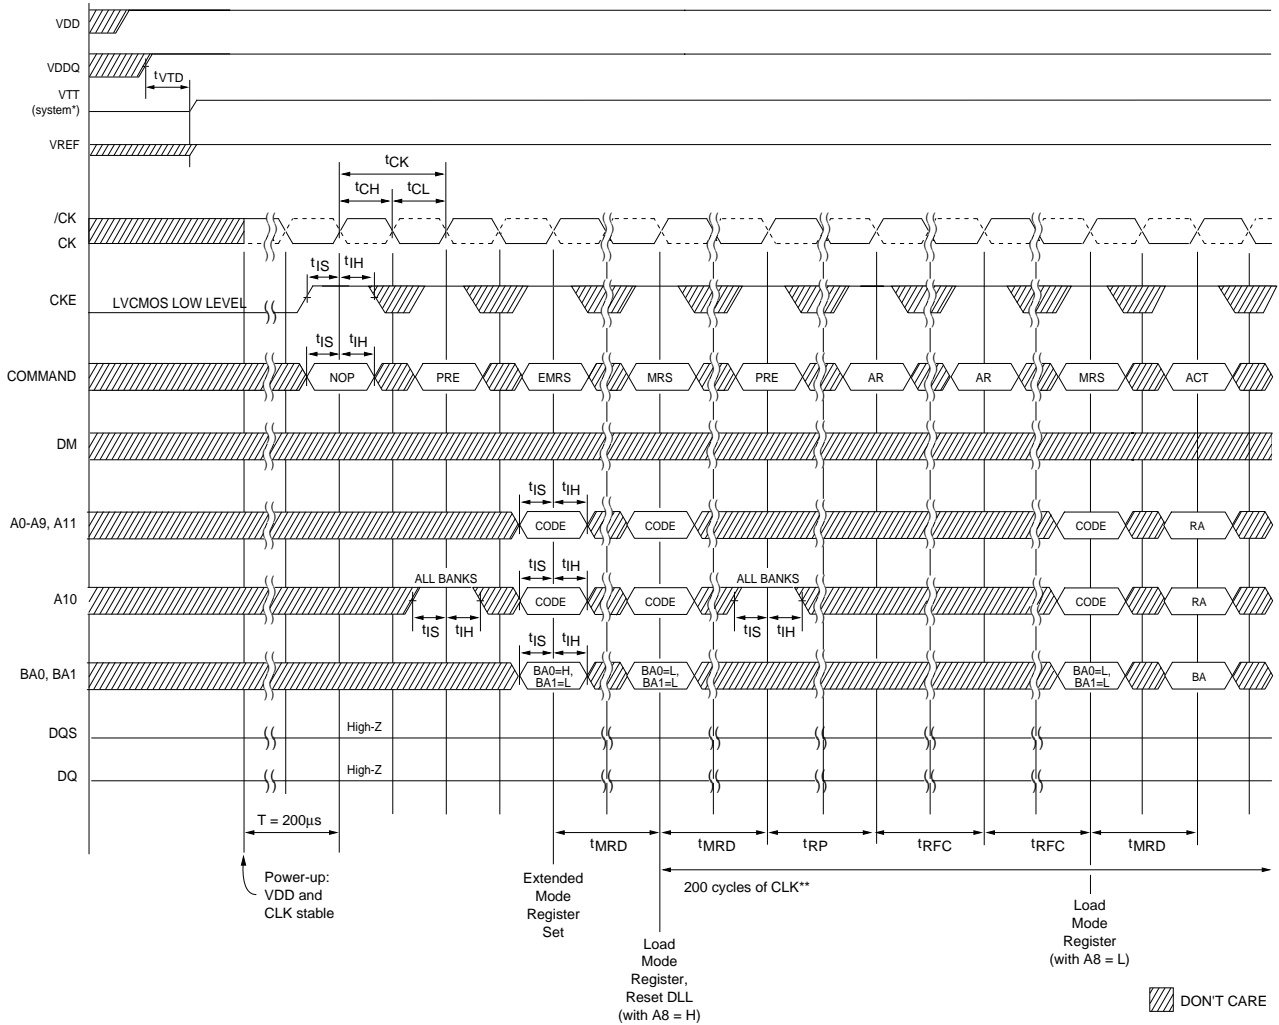 VDD
VDDQ
tVTD
VTT
(system*)
VREF
tCK
tCH tCL
/CK
CK
tIS tIH
CKE LVCMOS LOW LEVEL
tIS tIH
COMMAND NOP PRE EMRS MRS PRE AR AR MRS ACT
DM
tIS tIH
A0-A9, A11 CODE CODE CODE RA
ALL BANKS tIS tIH ALL BANKS
A10 CODE CODE CODE RA
tIS tIH tIS tIH
tIS tIH
BA0, BA1 BA0=H, BA1=L BA0=L, BA1=L BA0=L, BA1=L BA
DQS High-Z
DQ High-Z
T = 200µs
tMRD tMRD tRP tRFC tRFC tMRD
Power-up:
VDD and
CLK stable
Extended
Mode
Register
Set
200 cycles of CLK**
Load
Mode
Register,
Reset DLL
(with A8 = H)
Load
Mode
Register
(with A8 = L)
DON'T CARE